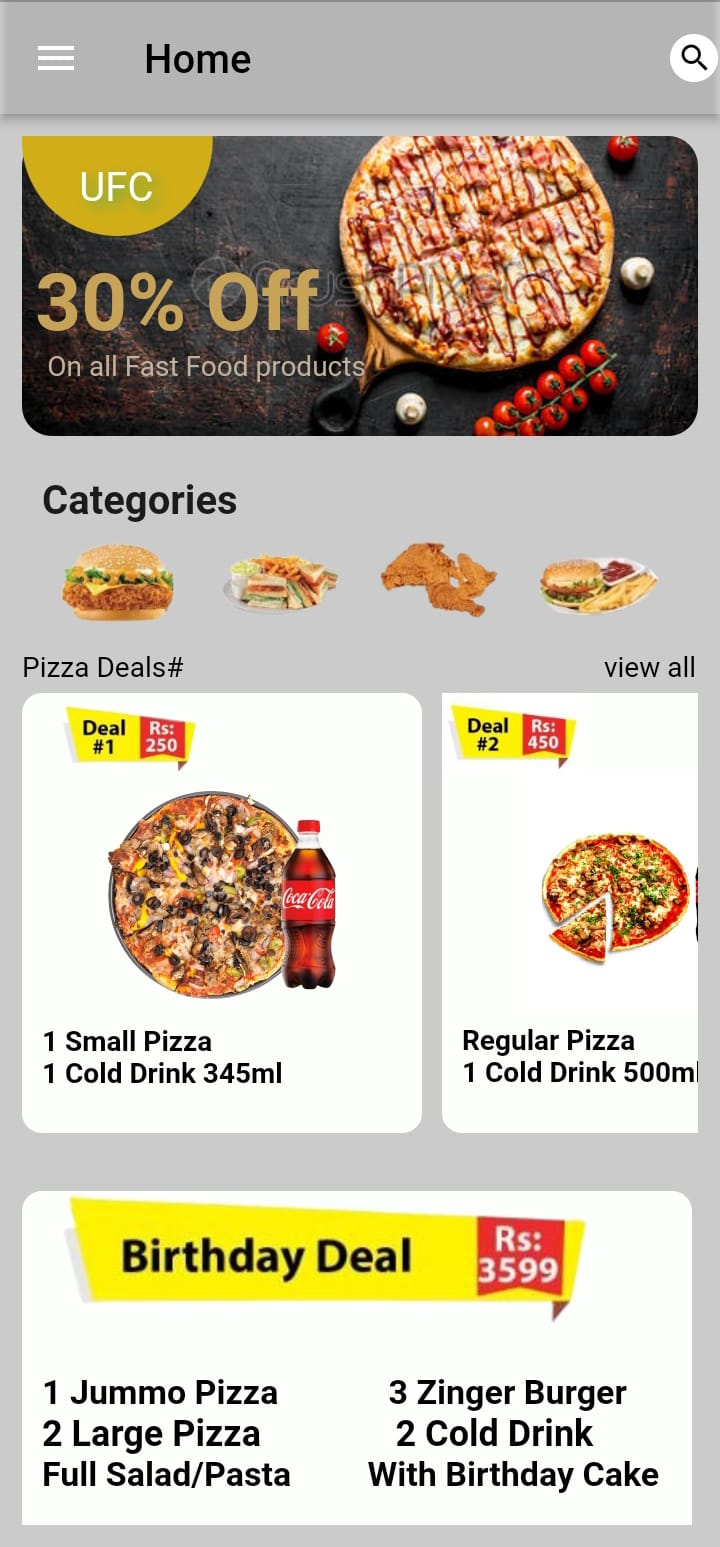 Home
UFC
30% Off
On all Fast Food products
Categories
Pizza Deals#
view all
Deal
#1
Rs:
250
Deal
#2
Rs:
450
Coca-Cola
1 Small Pizza
1 Cold Drink 345ml
Regular Pizza
1 Cold Drink 500ml
Birthday Deal
Rs:
3599
1 Jummo Pizza
2 Large Pizza
Full Salad/Pasta
3 Zinger Burger
2 Cold Drink
With Birthday Cake